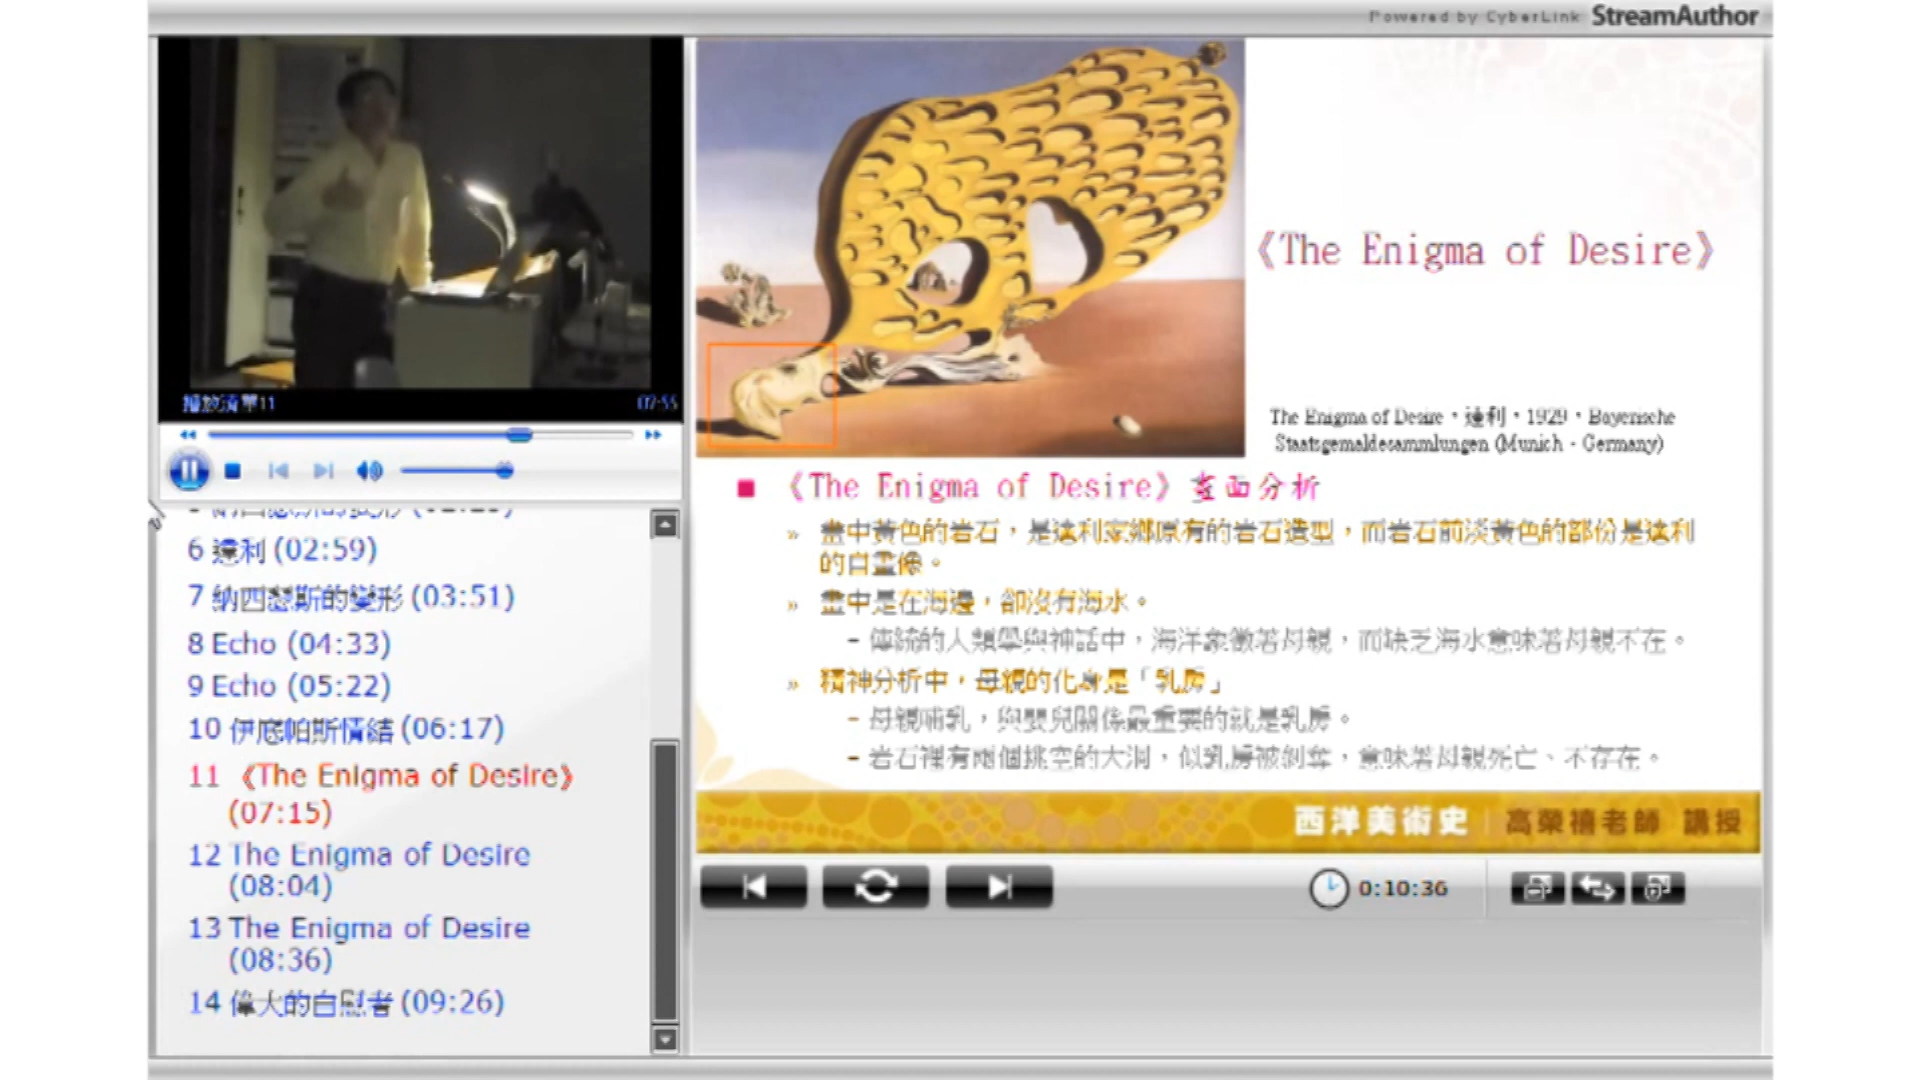 Powered by CyberLink StreamAuthor
播放清單11
07:55
6 達利 (02:59)
7 納西瑟斯的變形 (03:51)
8 Echo (04:33)
9 Echo (05:22)
10 伊底帕斯情結 (06:17)
11 《The Enigma of Desire》
(07:15)
12 The Enigma of Desire
(08:04)
13 The Enigma of Desire
(08:36)
14 偉大的自慰者 (09:26)
《The Enigma of Desire》
The Enigma of Desire，達利，1929，Bayerische
Staatsgemaldesammlungen (Munich - Germany)
《The Enigma of Desire》畫面分析
» 畫中黃色的岩石，是達利家鄉原有的岩石造型，而岩石前淡黃色的部份是達利
的自畫像。
» 畫中是在海邊，卻沒有海水。
– 傳統的人類學與神話中，海洋象徵著母親，而缺乏海水意味著母親不在。
» 精神分析中，母親的化身是「乳房」
– 母親哺乳，與嬰兒關係最重要的就是乳房。
– 岩石裡有兩個挑空的大洞，似乳房被剝奪，意味著母親死亡、不存在。
西洋美術史 | 高榮禧老師 講授
0:10:36